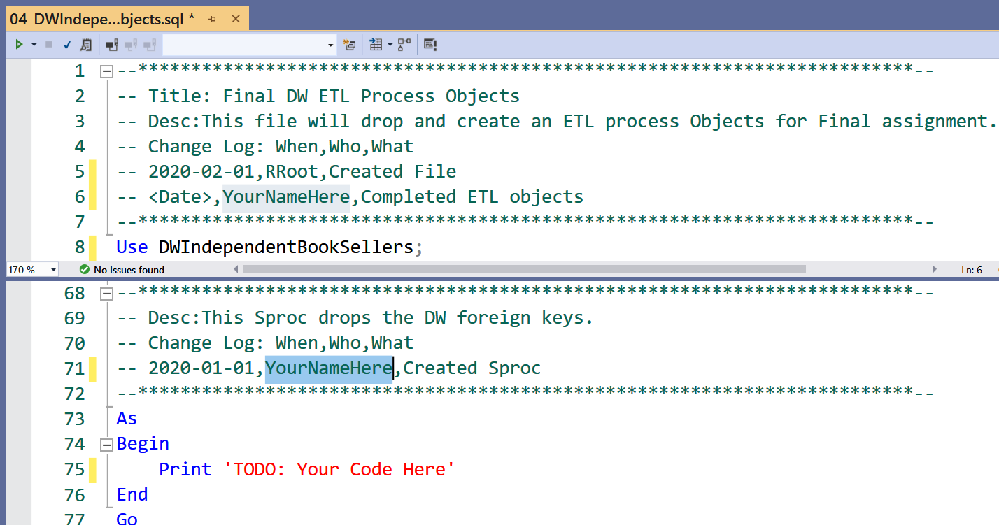 04-DWIndepe...bjects.sql *
1 --*************************************************************************--
2 -- Title: Final DW ETL Process Objects
3 -- Desc:This file will drop and create an ETL process Objects for Final assignment.
4 -- Change Log: When,Who,What
5 -- 2020-02-01,RRoot,Created File
6 -- <Date>,YourNameHere,Completed ETL objects
7 --*************************************************************************--
8 Use DWIndependentBookSellers;
170 % No issues found Ln: 6
68 --*************************************************************************--
69 -- Desc:This Sproc drops the DW foreign keys.
70 -- Change Log: When,Who,What
71 -- 2020-01-01,YourNameHere,Created Sproc
72 --*************************************************************************--
73 As
74 Begin
75 Print 'TODO: Your Code Here'
76 End
77 Go